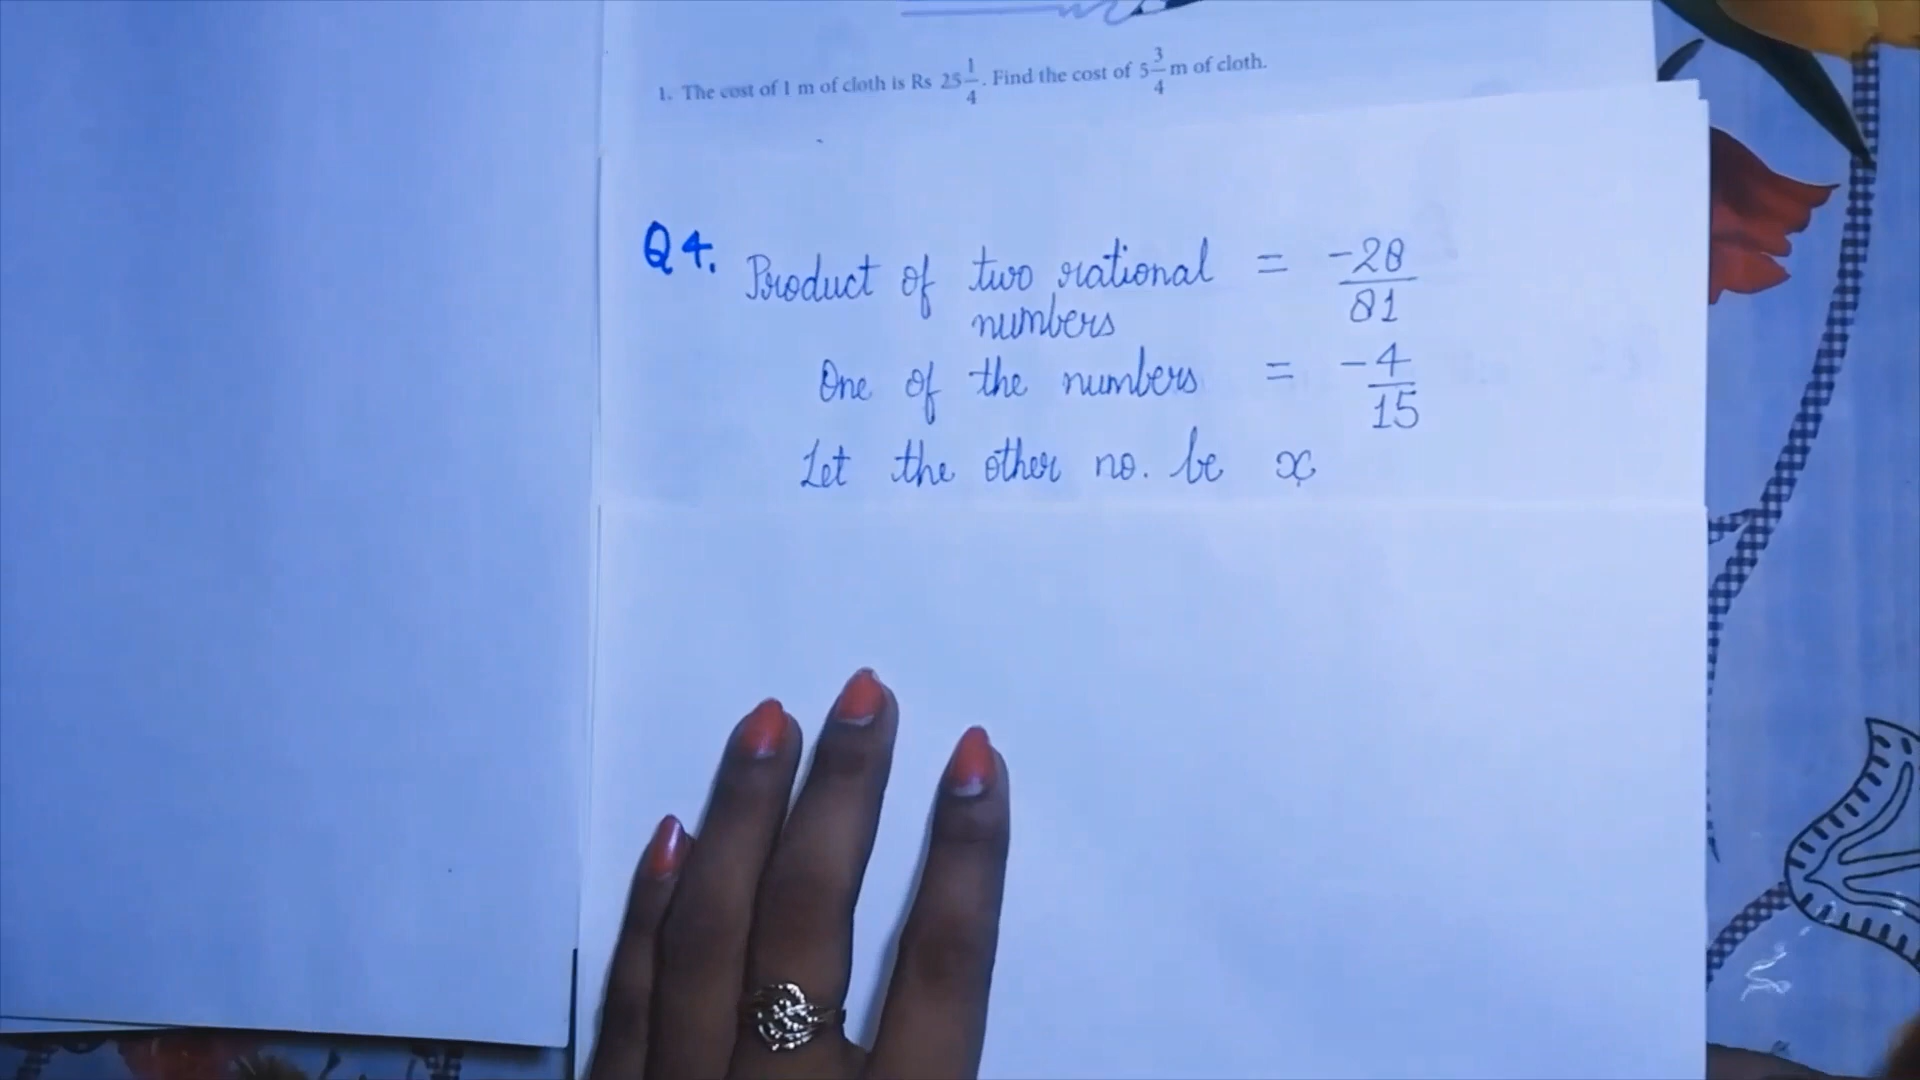 1. The cost of 1 m of cloth is Rs 25 1/4. Find the cost of 5 3/4 m of cloth.
Q4. Product of two rational numbers = -28/81
One of the numbers = -4/15
Let the other no. be x